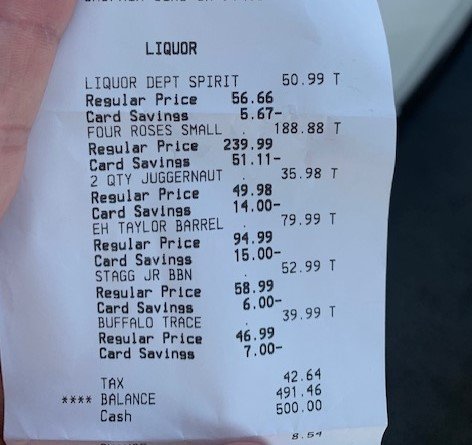 LIQUOR
LIQUOR DEPT SPIRIT 50.99 T
Regular Price 56.66
Card Savings 5.67-
FOUR ROSES SMALL . 188.88 T
Regular Price 239.99
Card Savings 51.11-
2 QTY JUGGERNAUT . 35.98 T
Regular Price 49.98
Card Savings 14.00-
EH TAYLOR BARREL . 79.99 T
Regular Price 94.99
Card Savings 15.00-
STAGG JR BBN . 52.99 T
Regular Price 58.99
Card Savings 6.00-
BUFFALO TRACE . 39.99 T
Regular Price 46.99
Card Savings 7.00-
TAX 42.64
**** BALANCE 491.46
Cash 500.00
8.54